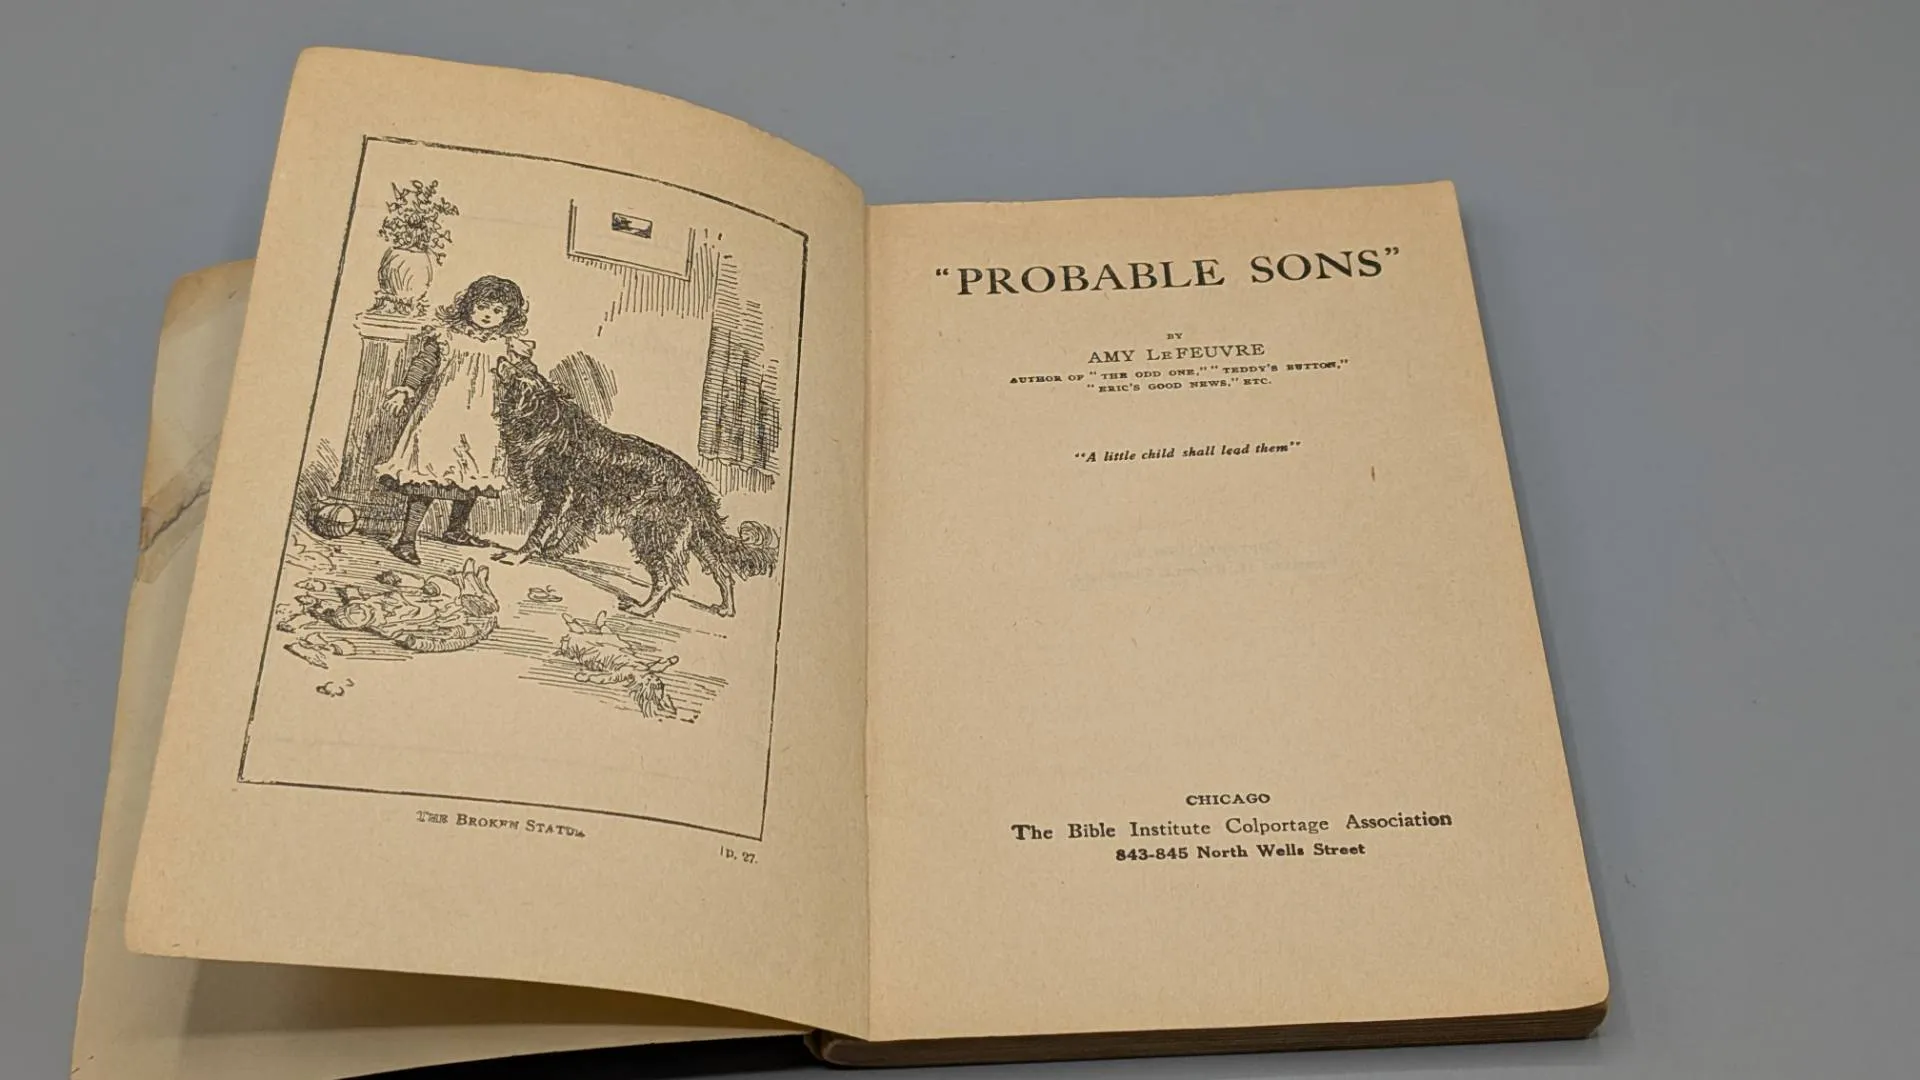 THE BROKEN STATUE
[p. 27.
"PROBABLE SONS"
BY
AMY LEFEUVRE
AUTHOR OF "THE ODD ONE," "TEDDY'S BUTTON,"
"ERIC'S GOOD NEWS," ETC.
"A little child shall lead them"
CHICAGO
The Bible Institute Colportage Association
843-845 North Wells Street